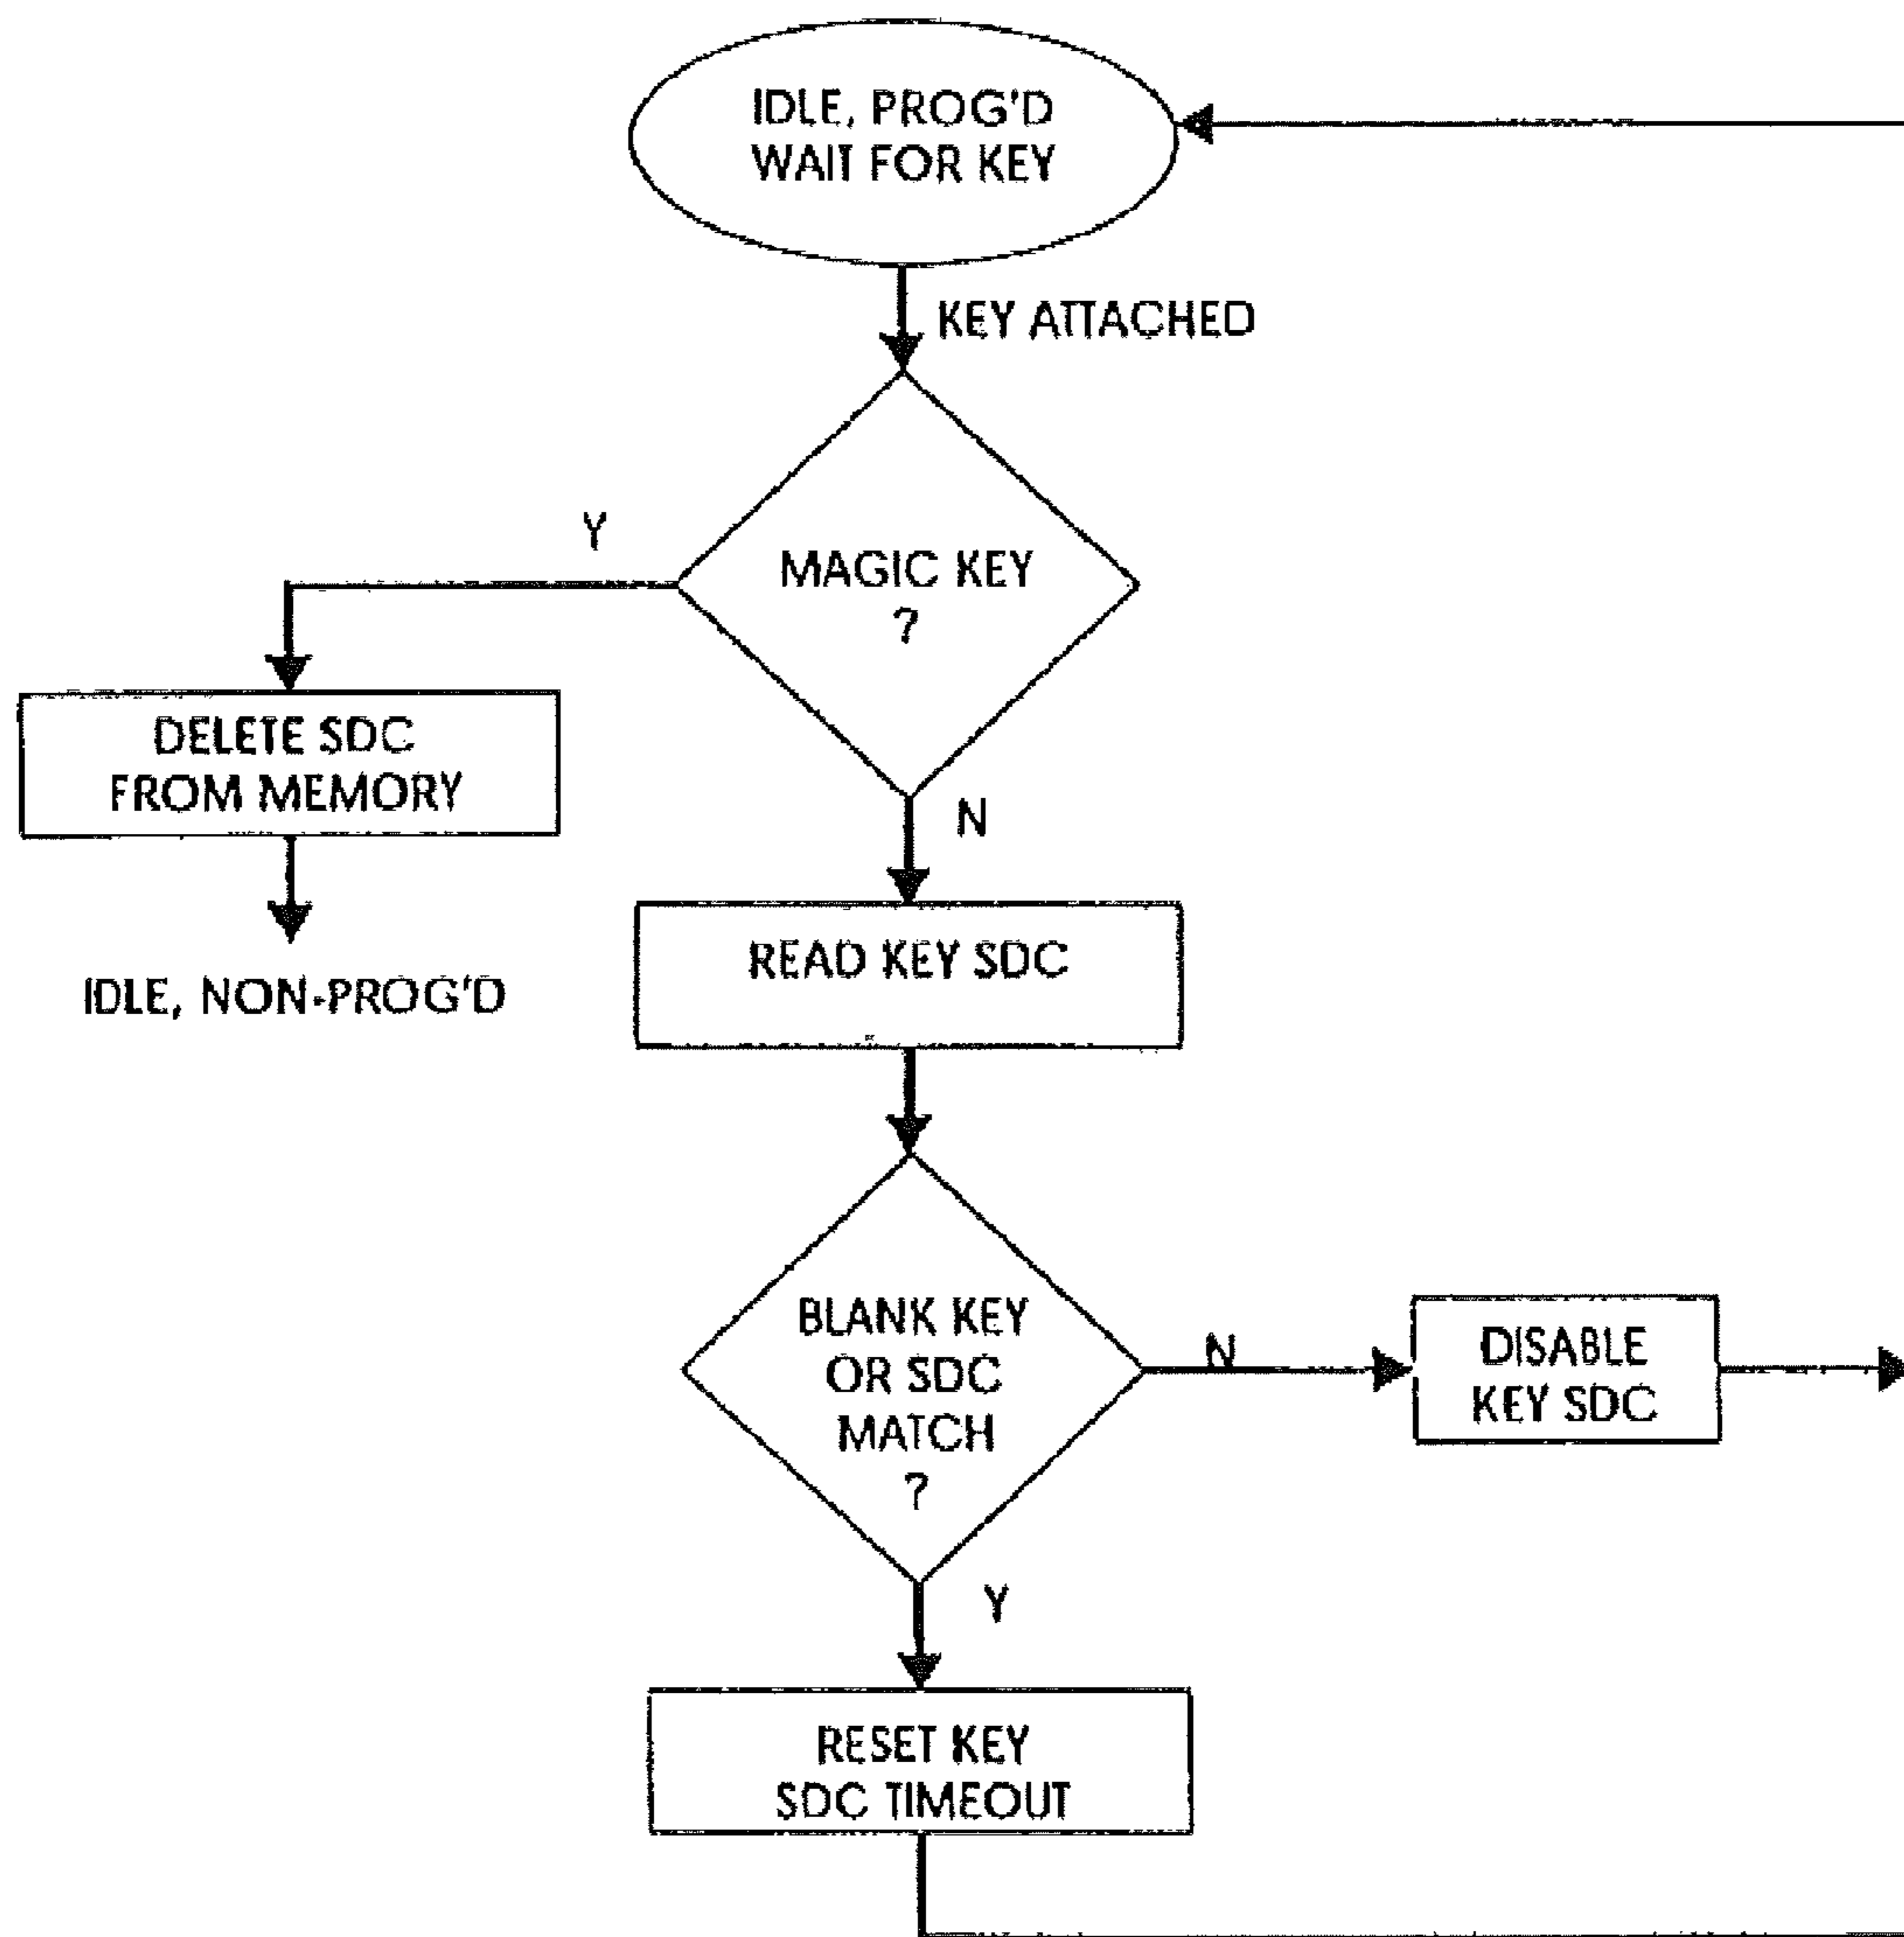 IDLE, PROG'D
WAIT FOR KEY
KEY ATTACHED
Y
MAGIC KEY
?
DELETE SDC
FROM MEMORY
N
IDLE, NON-PROG'D
READ KEY SDC
BLANK KEY
OR SDC
MATCH
?
N
DISABLE
KEY SDC
Y
RESET KEY
SDC TIMEOUT